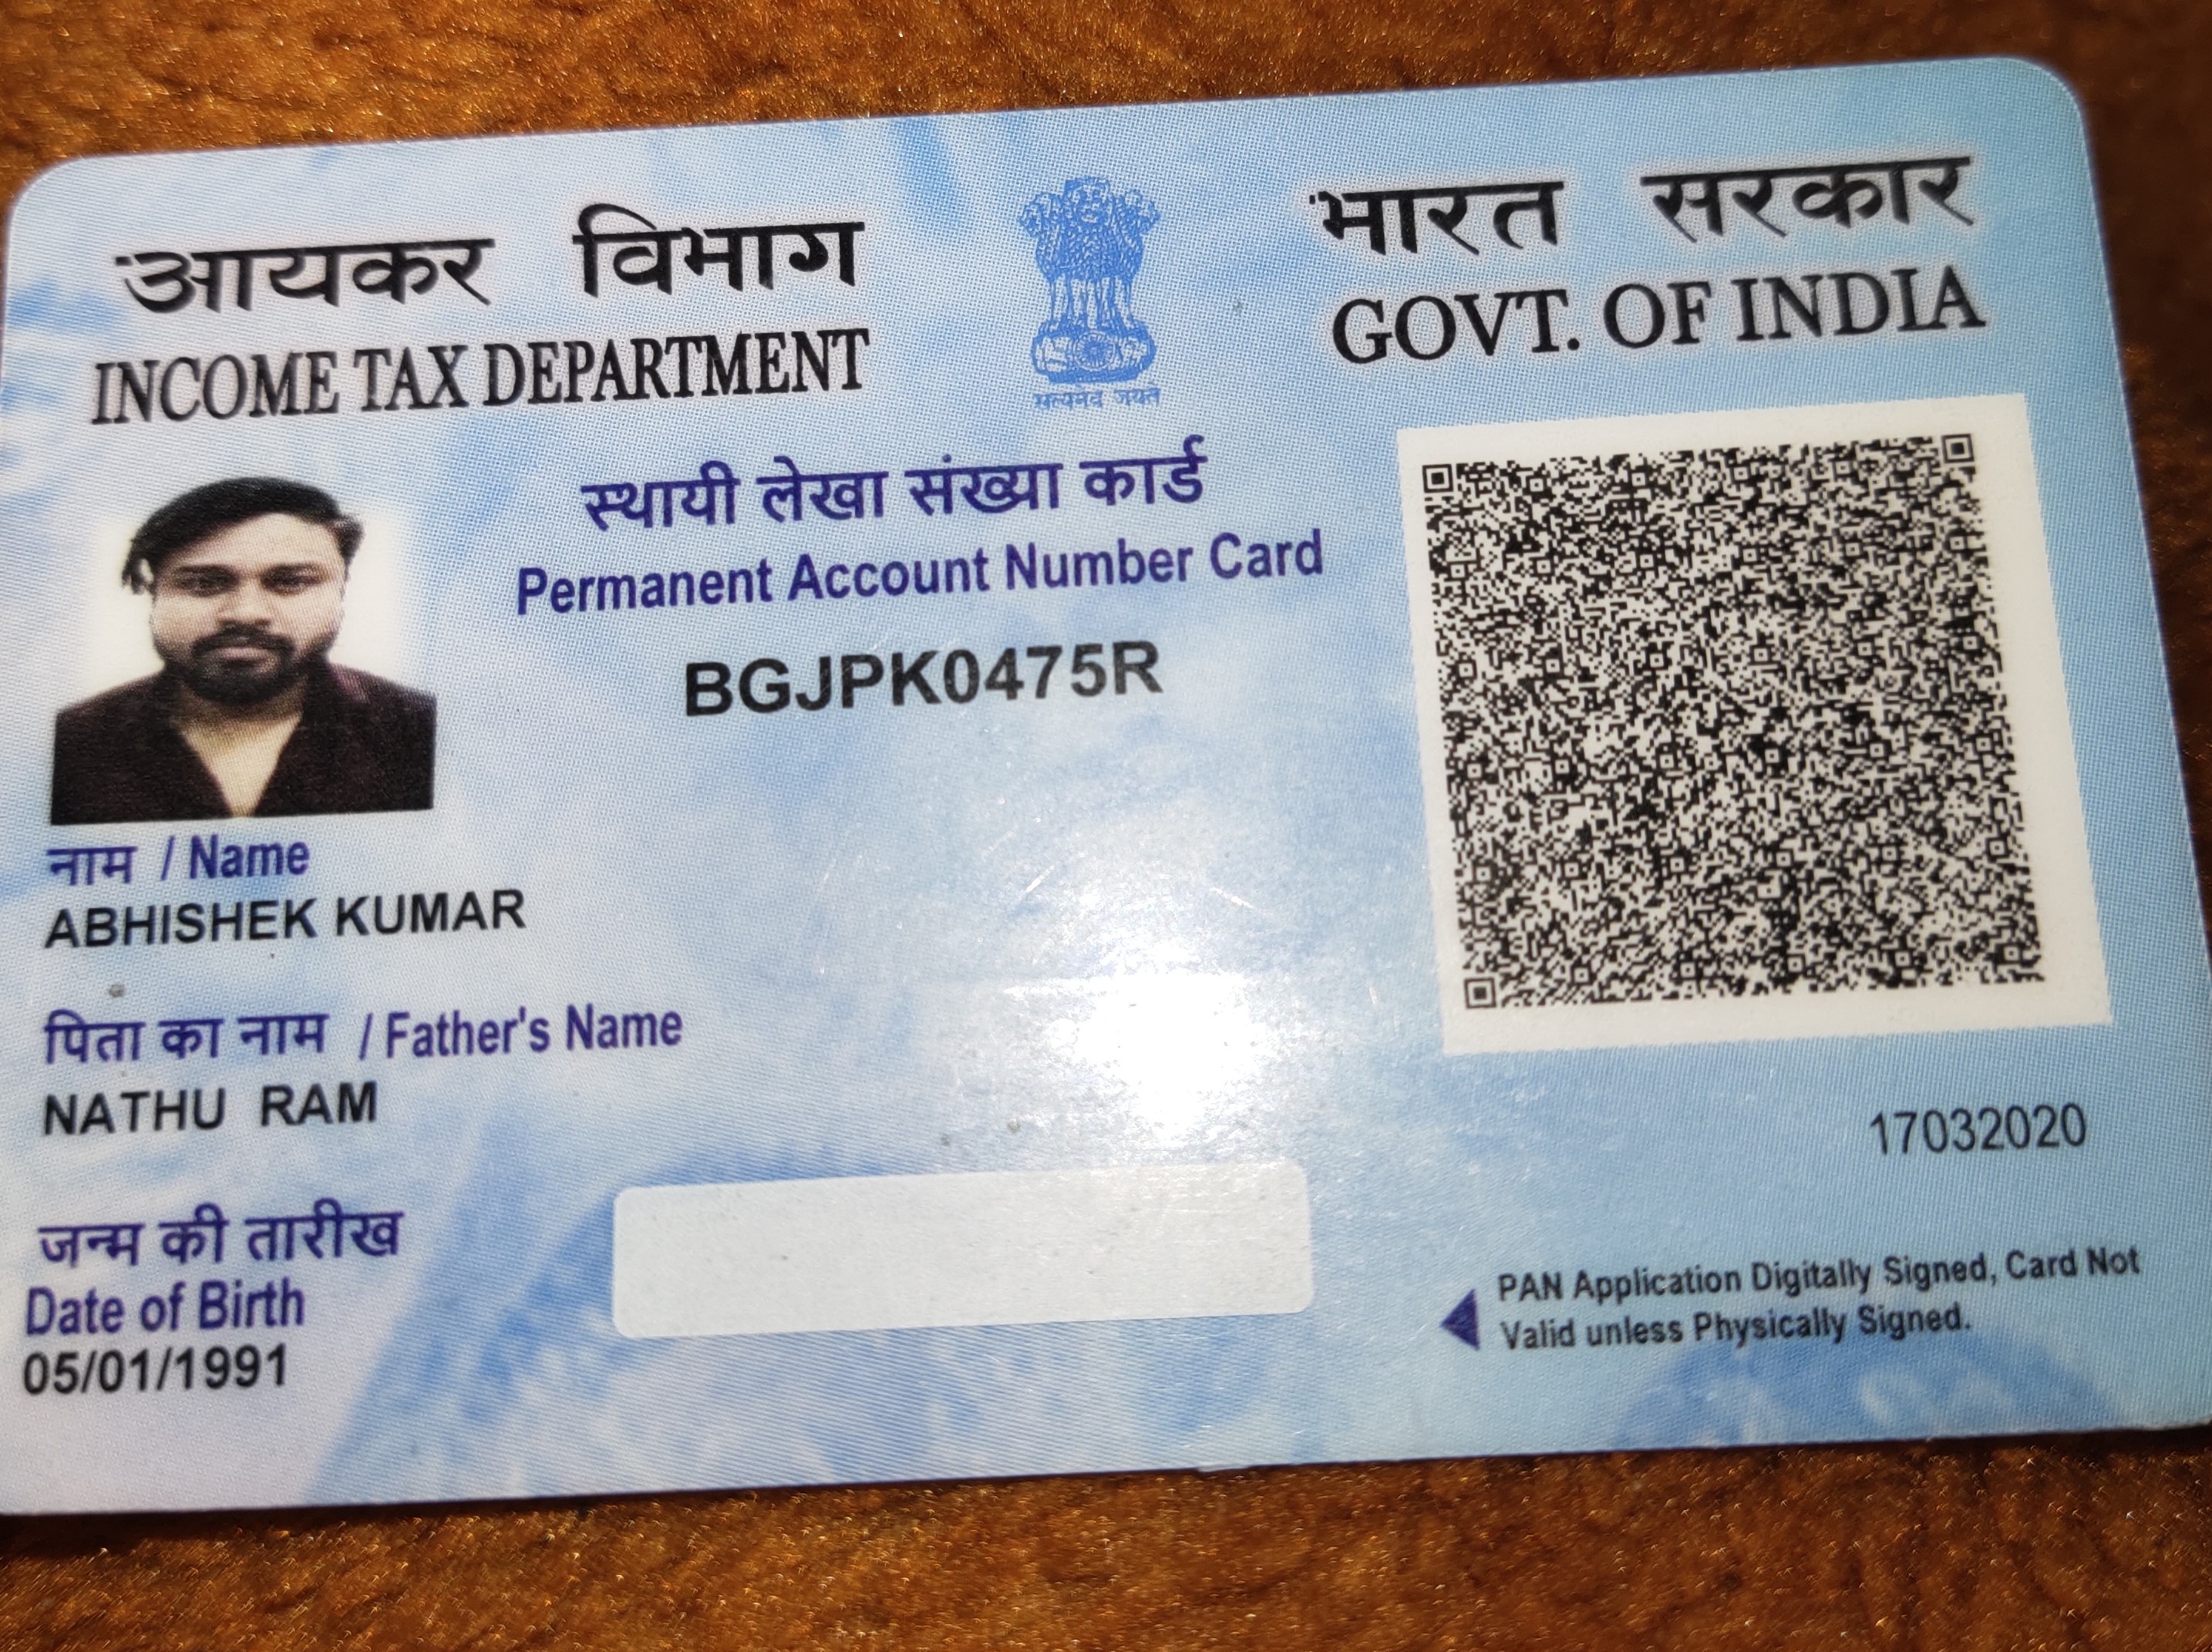 आयकर विभाग
INCOME TAX DEPARTMENT
भारत सरकार
GOVT. OF INDIA
सत्यमेव जयते
स्थायी लेखा संख्या कार्ड
Permanent Account Number Card
BGJPK0475R
नाम / Name
ABHISHEK KUMAR
पिता का नाम / Father's Name
NATHU RAM
जन्म की तारीख
Date of Birth
05/01/1991
17032020
PAN Application Digitally Signed, Card Not
Valid unless Physically Signed.